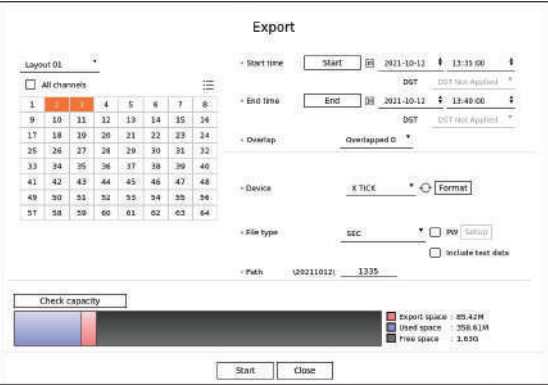 Export
Layout 01
All channels
1 2 3 4 5 6 7 8
9 10 11 12 13 14 15 16
17 18 19 20 21 22 23 24
25 26 27 28 29 30 31 32
33 34 35 36 37 38 39 40
41 42 43 44 45 46 47 48
49 50 51 52 53 54 55 56
57 58 59 60 61 62 63 64
Start time Start 2021-10-12 13:35:00
DST DST Not Applied
End time End 2021-10-12 13:40:00
DST DST Not Applied
Overlap Overlapped 0
Device X TICK Format
File type SEC PW Setup
Include text data
Path \20211012\ 1335
Check capacity
Export space : 85.42M
Used space : 358.61M
Free space : 1.63G
Start Close